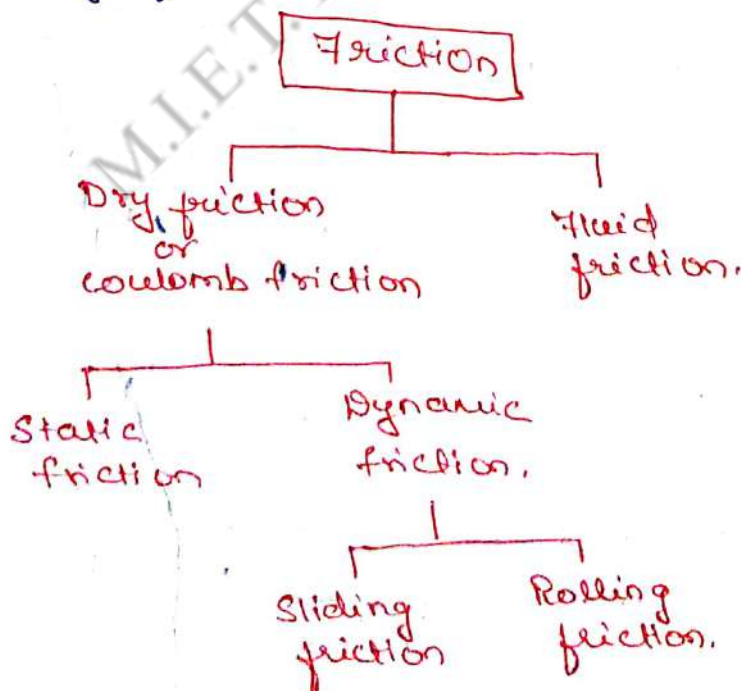 M.I.E.T.
Friction
Dry friction
or
coulomb friction
Fluid
friction.
Static
friction
Dynamic
friction.
Sliding
friction
Rolling
friction.